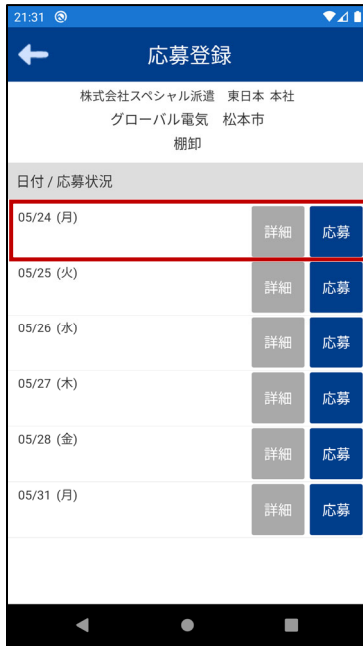 21:31
応募登録
株式会社スペシャル派遣　東日本 本社
グローバル電気　松本市
棚卸
日付 / 応募状況
05/24 (月) 詳細 応募
05/25 (火) 詳細 応募
05/26 (水) 詳細 応募
05/27 (木) 詳細 応募
05/28 (金) 詳細 応募
05/31 (月) 詳細 応募